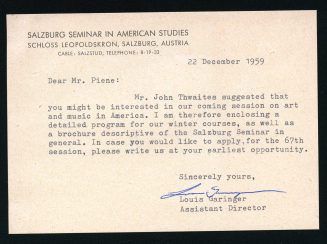 SALZBURG SEMINAR IN AMERICAN STUDIES
SCHLOSS LEOPOLDSKRON, SALZBURG, AUSTRIA
CABLE: SALZSTUD, TELEPHONE: 8-19-32
22 December 1959
Dear Mr. Piene:
Mr. John Thwaites suggested that
you might be interested in our coming session on art
and music in America. I am therefore enclosing a
detailed program for our winter courses, as well as
a brochure descriptive of the Salzburg Seminar in
general. In case you would like to apply,for the 67th
session, please write us at your earliest opportunity.
Sincerely yours,
Louis Garinger
Assistant Director